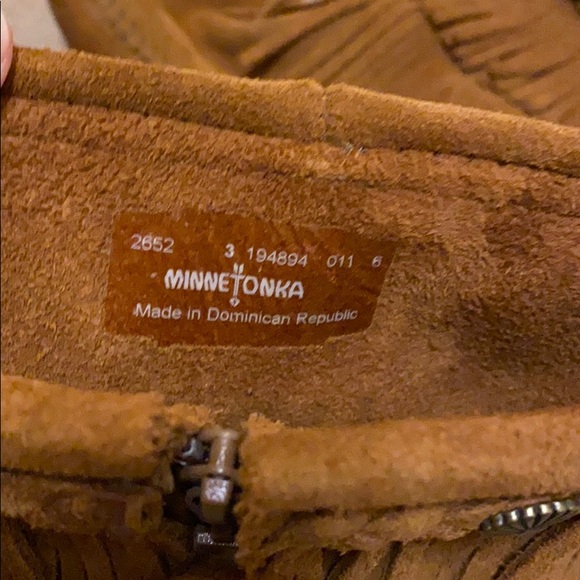 2652 3 194894 011 6
MINNETONKA
Made in Dominican Republic